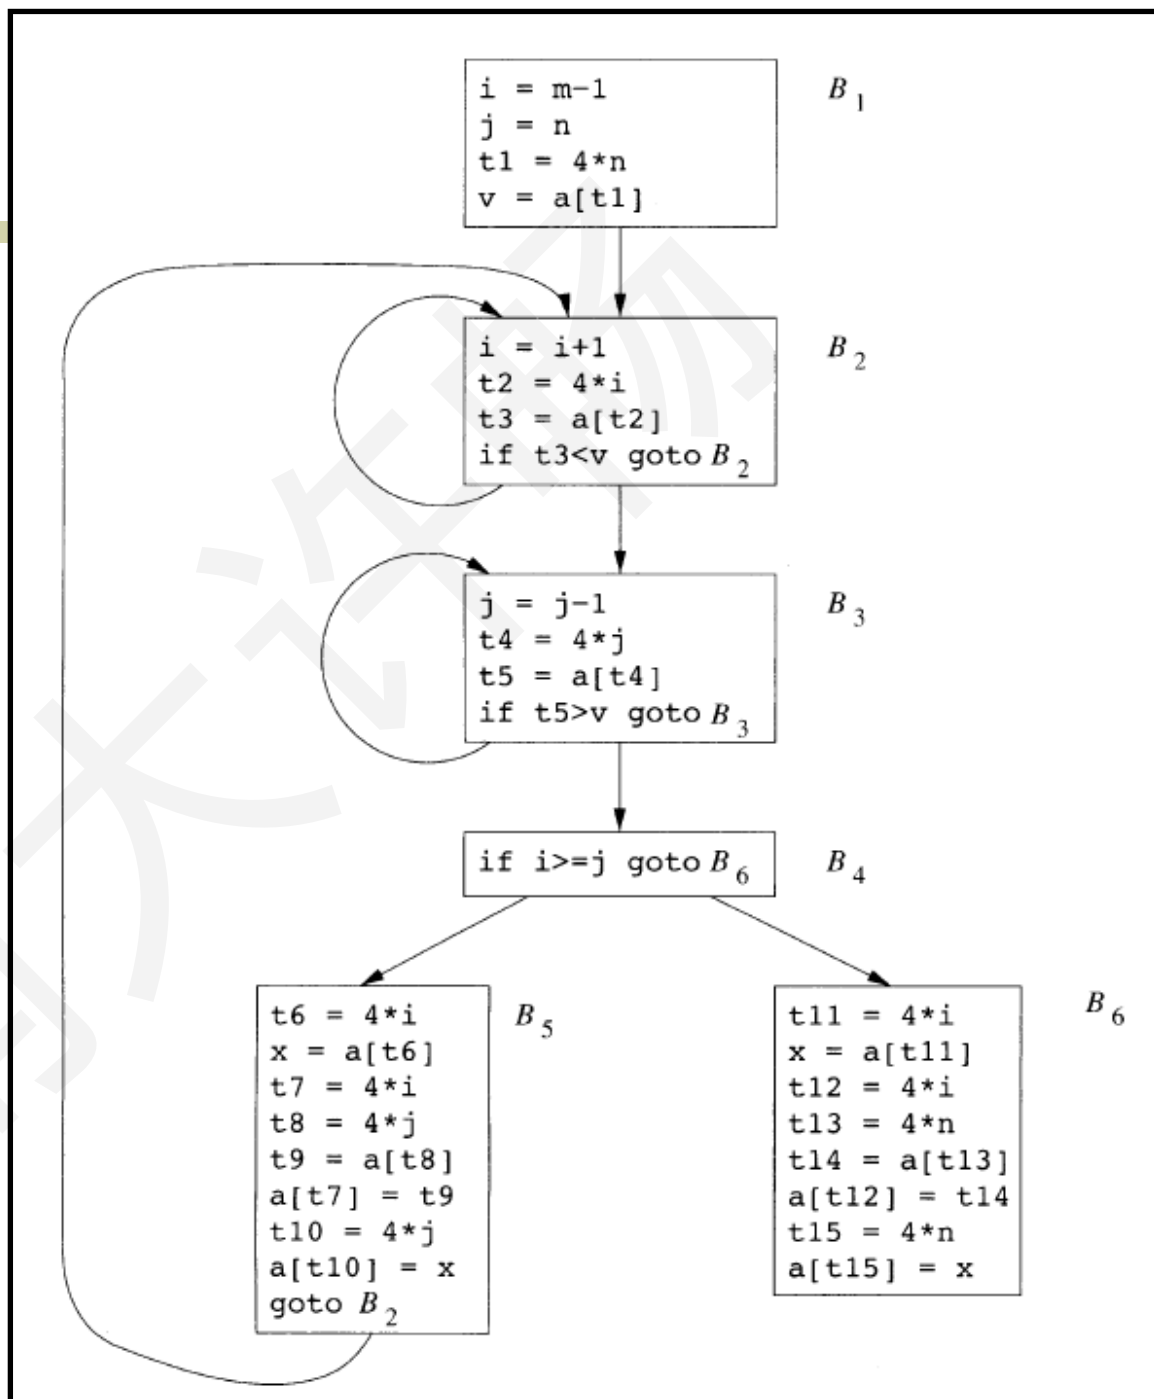 i = m-1
j = n
t1 = 4*n
v = a[t1]
B1
i = i+1
t2 = 4*i
t3 = a[t2]
if t3<v goto B2
B2
j = j-1
t4 = 4*j
t5 = a[t4]
if t5>v goto B3
B3
if i>=j goto B6
B4
t6 = 4*i
x = a[t6]
t7 = 4*i
t8 = 4*j
t9 = a[t8]
a[t7] = t9
t10 = 4*j
a[t10] = x
goto B2
B5
t11 = 4*i
x = a[t11]
t12 = 4*i
t13 = 4*n
t14 = a[t13]
a[t12] = t14
t15 = 4*n
a[t15] = x
B6
大许畅